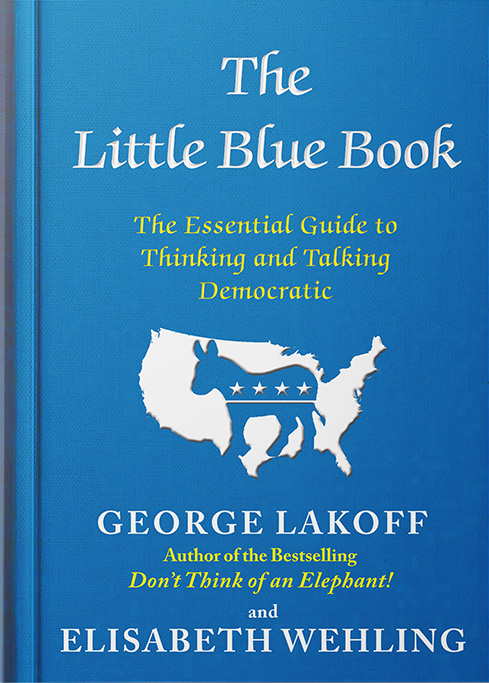 The
Little Blue Book
The Essential Guide to
Thinking and Talking
Democratic
GEORGE LAKOFF
Author of the Bestselling
Don't Think of an Elephant!
and
ELISABETH WEHLING